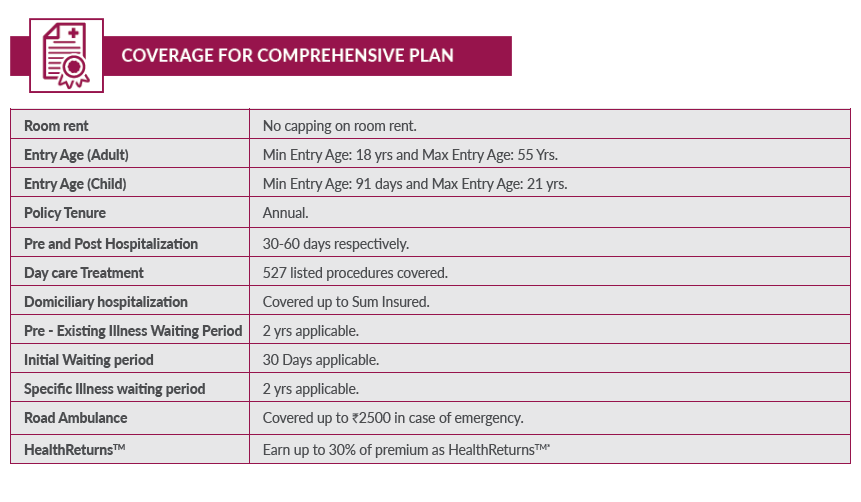 COVERAGE FOR COMPREHENSIVE PLAN
Room rent No capping on room rent.
Entry Age (Adult) Min Entry Age: 18 yrs and Max Entry Age: 55 Yrs.
Entry Age (Child) Min Entry Age: 91 days and Max Entry Age: 21 yrs.
Policy Tenure Annual.
Pre and Post Hospitalization 30-60 days respectively.
Day care Treatment 527 listed procedures covered.
Domiciliary hospitalization Covered up to Sum Insured.
Pre - Existing Illness Waiting Period 2 yrs applicable.
Initial Waiting period 30 Days applicable.
Specific Illness waiting period 2 yrs applicable.
Road Ambulance Covered up to ₹2500 in case of emergency.
HealthReturns™ Earn up to 30% of premium as HealthReturns™*